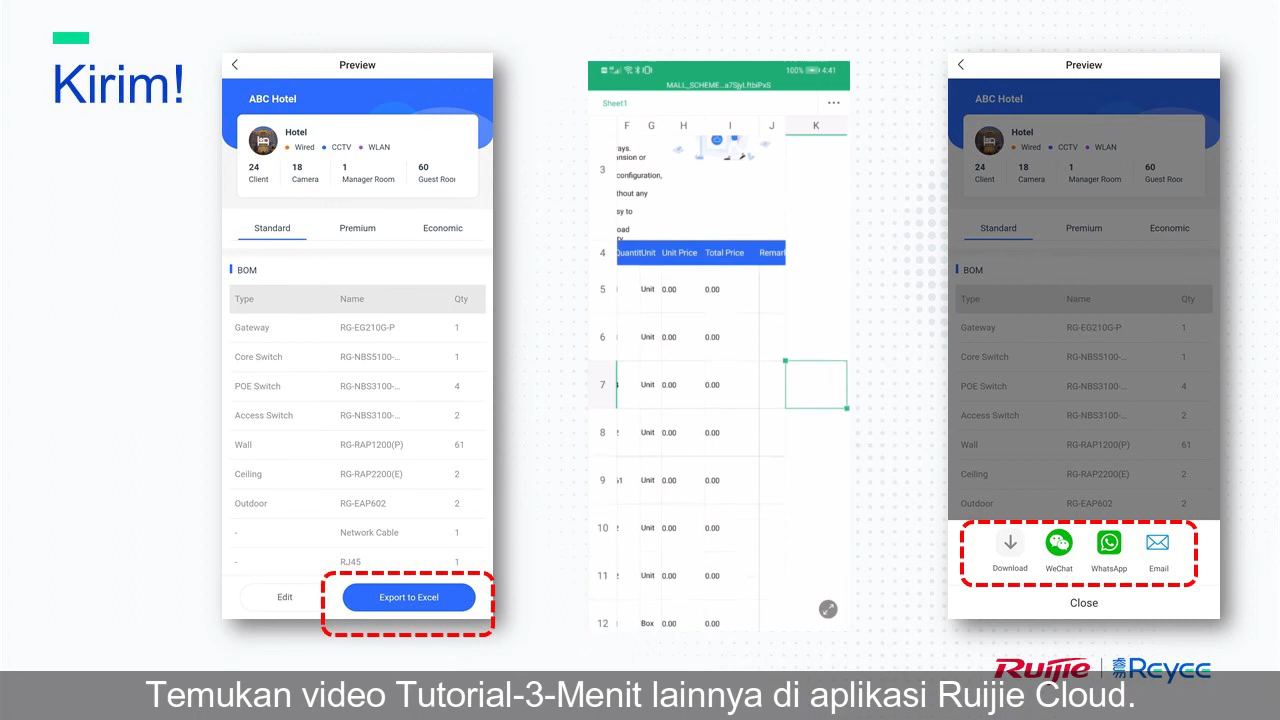 Kirim!
Preview
ABC Hotel
Hotel
Wired CCTV WLAN
24 18 1 60
Client Camera Manager Room Guest Roor
Standard Premium Economic
BOM
Type Name Qty
Gateway RG-EG210G-P 1
Core Switch RG-NBS5100-... 1
POE Switch RG-NBS3100-... 4
Access Switch RG-NBS3100-... 2
Wall RG-RAP1200(P) 61
Ceiling RG-RAP2200(E) 2
Outdoor RG-EAP602 2
- Network Cable 1
- RJ45 1
Edit Export to Excel
100% 4:41
MALL_SCHEME...a7SjyLftbiPxS
Sheet1 ...
F G H I J K
ays.
ansion or
3
configuration,
thout any
sy to
oad
4 QuantitUnit Unit Price Total Price Remark
5 Unit 0.00 0.00
6 Unit 0.00 0.00
7 Unit 0.00 0.00
8 Unit 0.00 0.00
9 Unit 0.00 0.00
10 Unit 0.00 0.00
11 Unit 0.00 0.00
12 Box 0.00 0.00
Preview
ABC Hotel
Hotel
Wired CCTV WLAN
24 18 1 60
Client Camera Manager Room Guest Roor
Standard Premium Economic
BOM
Type Name Qty
Gateway RG-EG210G-P 1
Core Switch RG-NBS5100-... 1
POE Switch RG-NBS3100-... 4
Access Switch RG-NBS3100-... 2
Wall RG-RAP1200(P) 61
Ceiling RG-RAP2200(E) 2
Outdoor RG-EAP602 2
Download WeChat WhatsApp Email
Close
Ruijie | 睿易 Reyee
Temukan video Tutorial-3-Menit lainnya di aplikasi Ruijie Cloud.